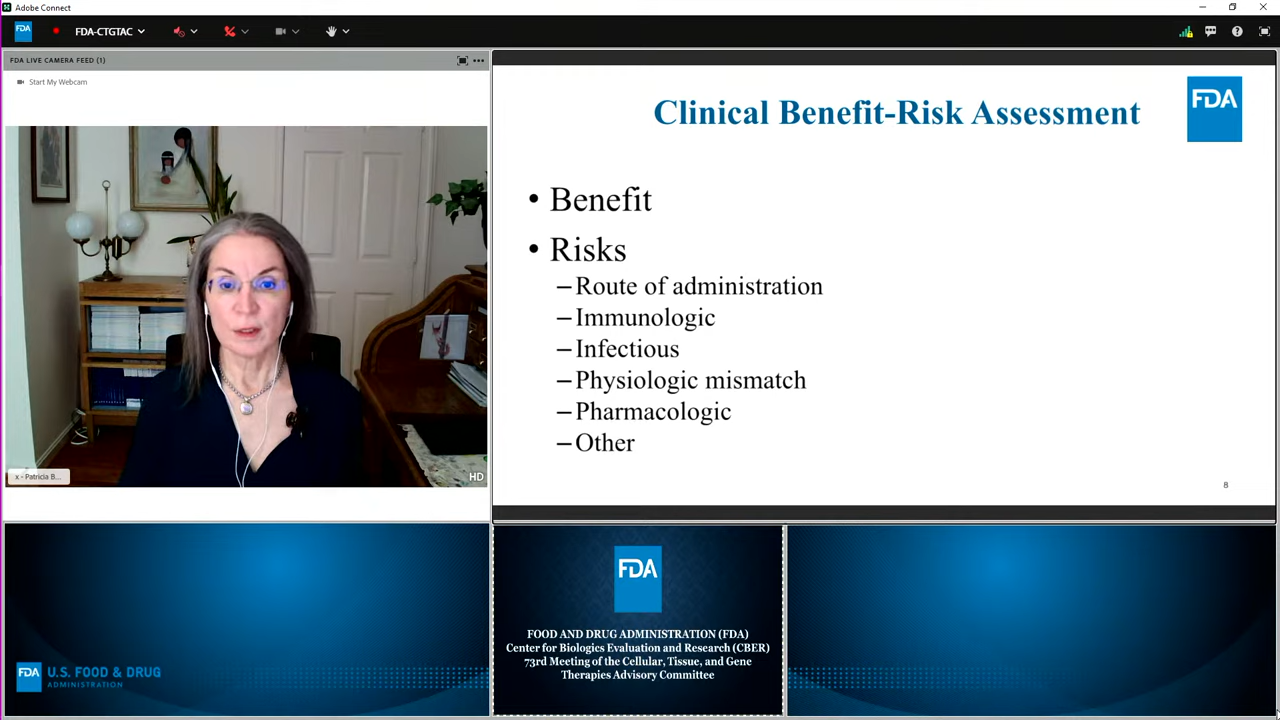 Adobe Connect
FDA
FDA-CTGTAC
FDA LIVE CAMERA FEED (1)
Start My Webcam
x - Patricia B...
HD
Clinical Benefit-Risk Assessment
FDA
• Benefit
• Risks
– Route of administration
– Immunologic
– Infectious
– Physiologic mismatch
– Pharmacologic
– Other
8
FDA U.S. FOOD & DRUG
ADMINISTRATION
FDA
FOOD AND DRUG ADMINISTRATION (FDA)
Center for Biologics Evaluation and Research (CBER)
73rd Meeting of the Cellular, Tissue, and Gene
Therapies Advisory Committee